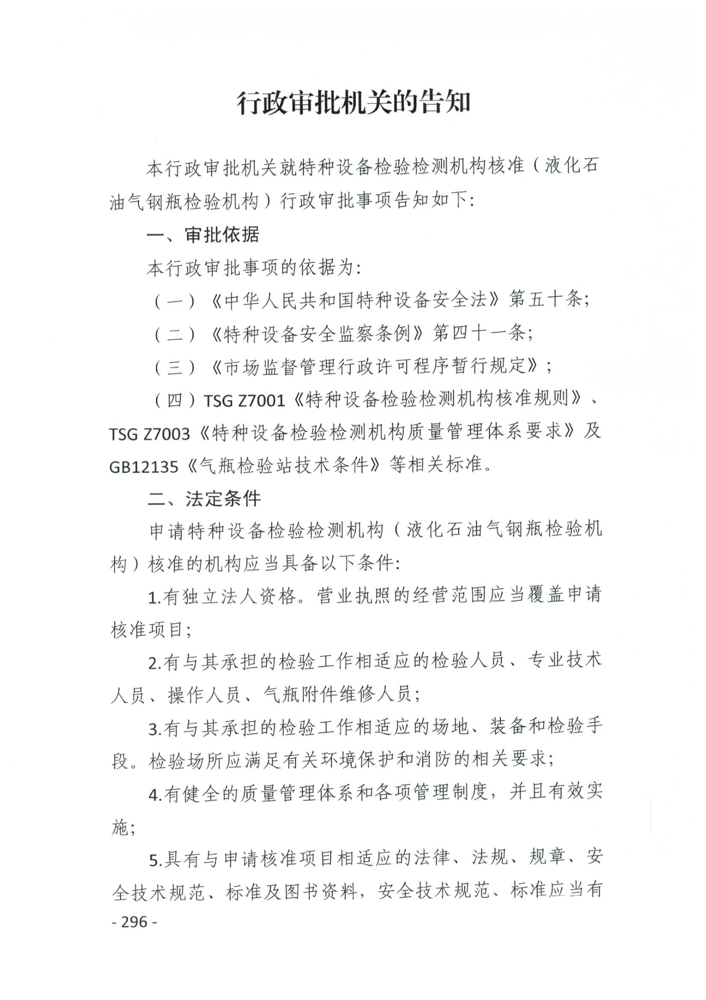 行政审批机关的告知
本行政审批机关就特种设备检验检测机构核准（液化石
油气钢瓶检验机构）行政审批事项告知如下：
一、审批依据
本行政审批事项的依据为：
（一）《中华人民共和国特种设备安全法》第五十条；
（二）《特种设备安全监察条例》第四十一条；
（三）《市场监督管理行政许可程序暂行规定》；
（四）TSG Z7001《特种设备检验检测机构核准规则》、
TSG Z7003《特种设备检验检测机构质量管理体系要求》及
GB12135《气瓶检验站技术条件》等相关标准。
二、法定条件
申请特种设备检验检测机构（液化石油气钢瓶检验机
构）核准的机构应当具备以下条件：
1.有独立法人资格。营业执照的经营范围应当覆盖申请
核准项目；
2.有与其承担的检验工作相适应的检验人员、专业技术
人员、操作人员、气瓶附件维修人员；
3.有与其承担的检验工作相适应的场地、装备和检验手
段。检验场所应满足有关环境保护和消防的相关要求；
4.有健全的质量管理体系和各项管理制度，并且有效实
施；
5.具有与申请核准项目相适应的法律、法规、规章、安
全技术规范、标准及图书资料，安全技术规范、标准应当有
- 296 -